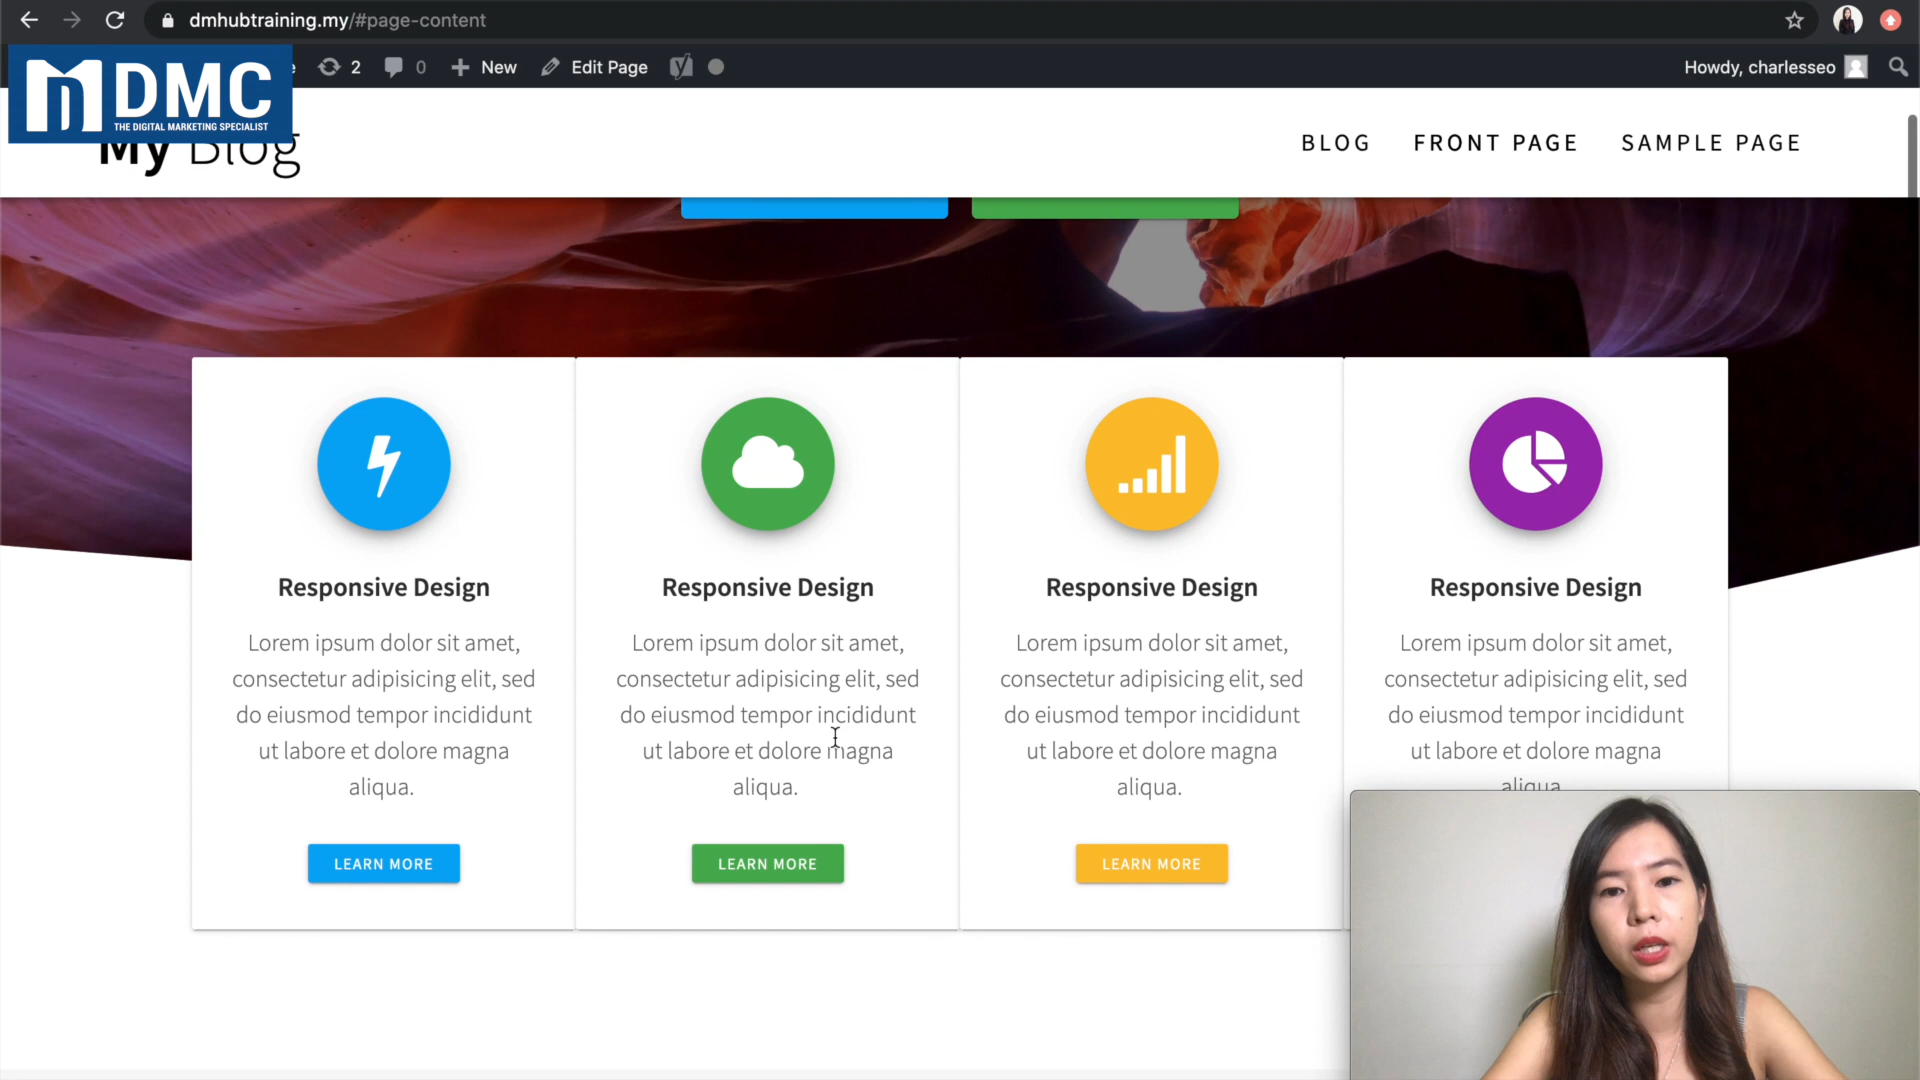 dmhubtraining.my/#page-content
2
0
New
Edit Page
Howdy, charlesseo
DMC
THE DIGITAL MARKETING SPECIALIST
My Blog
BLOG
FRONT PAGE
SAMPLE PAGE
Responsive Design
Lorem ipsum dolor sit amet,
consectetur adipisicing elit, sed
do eiusmod tempor incididunt
ut labore et dolore magna
aliqua.
LEARN MORE
Responsive Design
Lorem ipsum dolor sit amet,
consectetur adipisicing elit, sed
do eiusmod tempor incididunt
ut labore et dolore magna
aliqua.
LEARN MORE
Responsive Design
Lorem ipsum dolor sit amet,
consectetur adipisicing elit, sed
do eiusmod tempor incididunt
ut labore et dolore magna
aliqua.
LEARN MORE
Responsive Design
Lorem ipsum dolor sit amet,
consectetur adipisicing elit, sed
do eiusmod tempor incididunt
ut labore et dolore magna
aliqua.